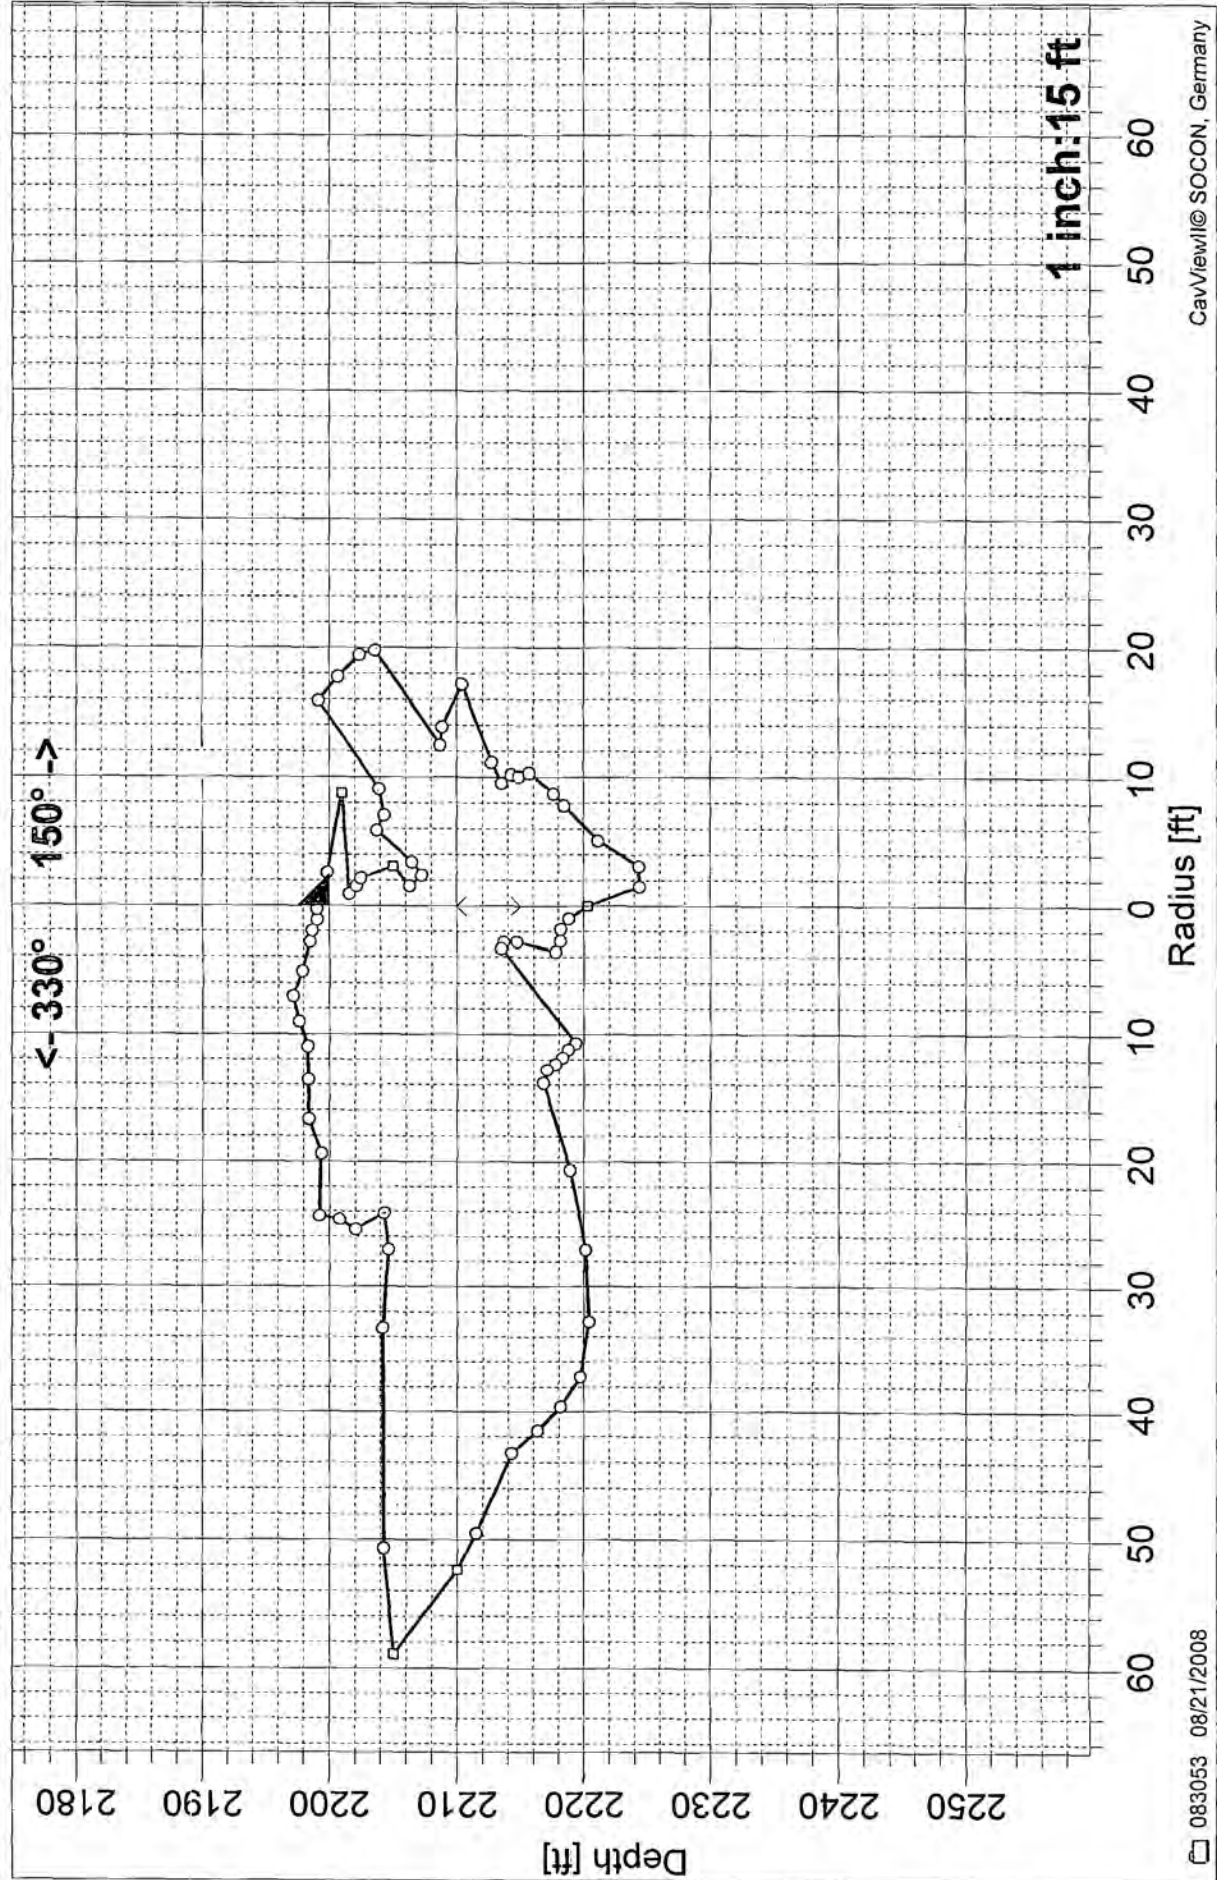 <- 330° 150° ->
1 inch:15 ft
Depth [ft]
2180
2190
2200
2210
2220
2230
2240
2250
60 50 40 30 20 10 0 10 20 30 40 50 60
Radius [ft]
083053 08/21/2008 CavViewII© SOCON, Germany